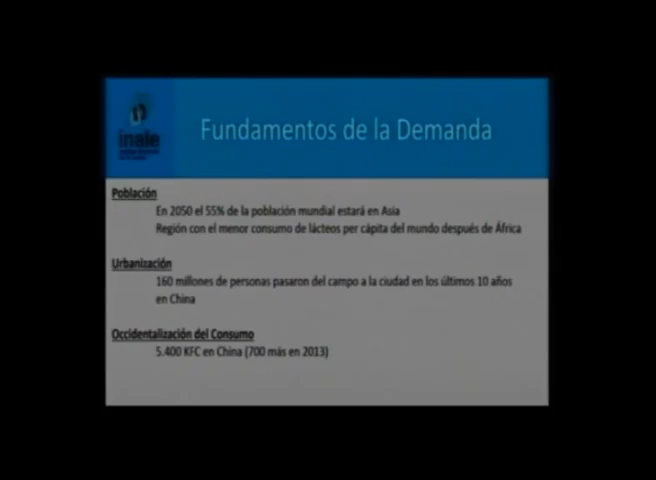 inale
Fundamentos de la Demanda
Población
En 2050 el 55% de la población mundial estará en Asia
Región con el menor consumo de lácteos per cápita del mundo después de África
Urbanización
160 millones de personas pasaron del campo a la ciudad en los últimos 10 años
en China
Occidentalización del Consumo
5.400 KFC en China (700 más en 2013)